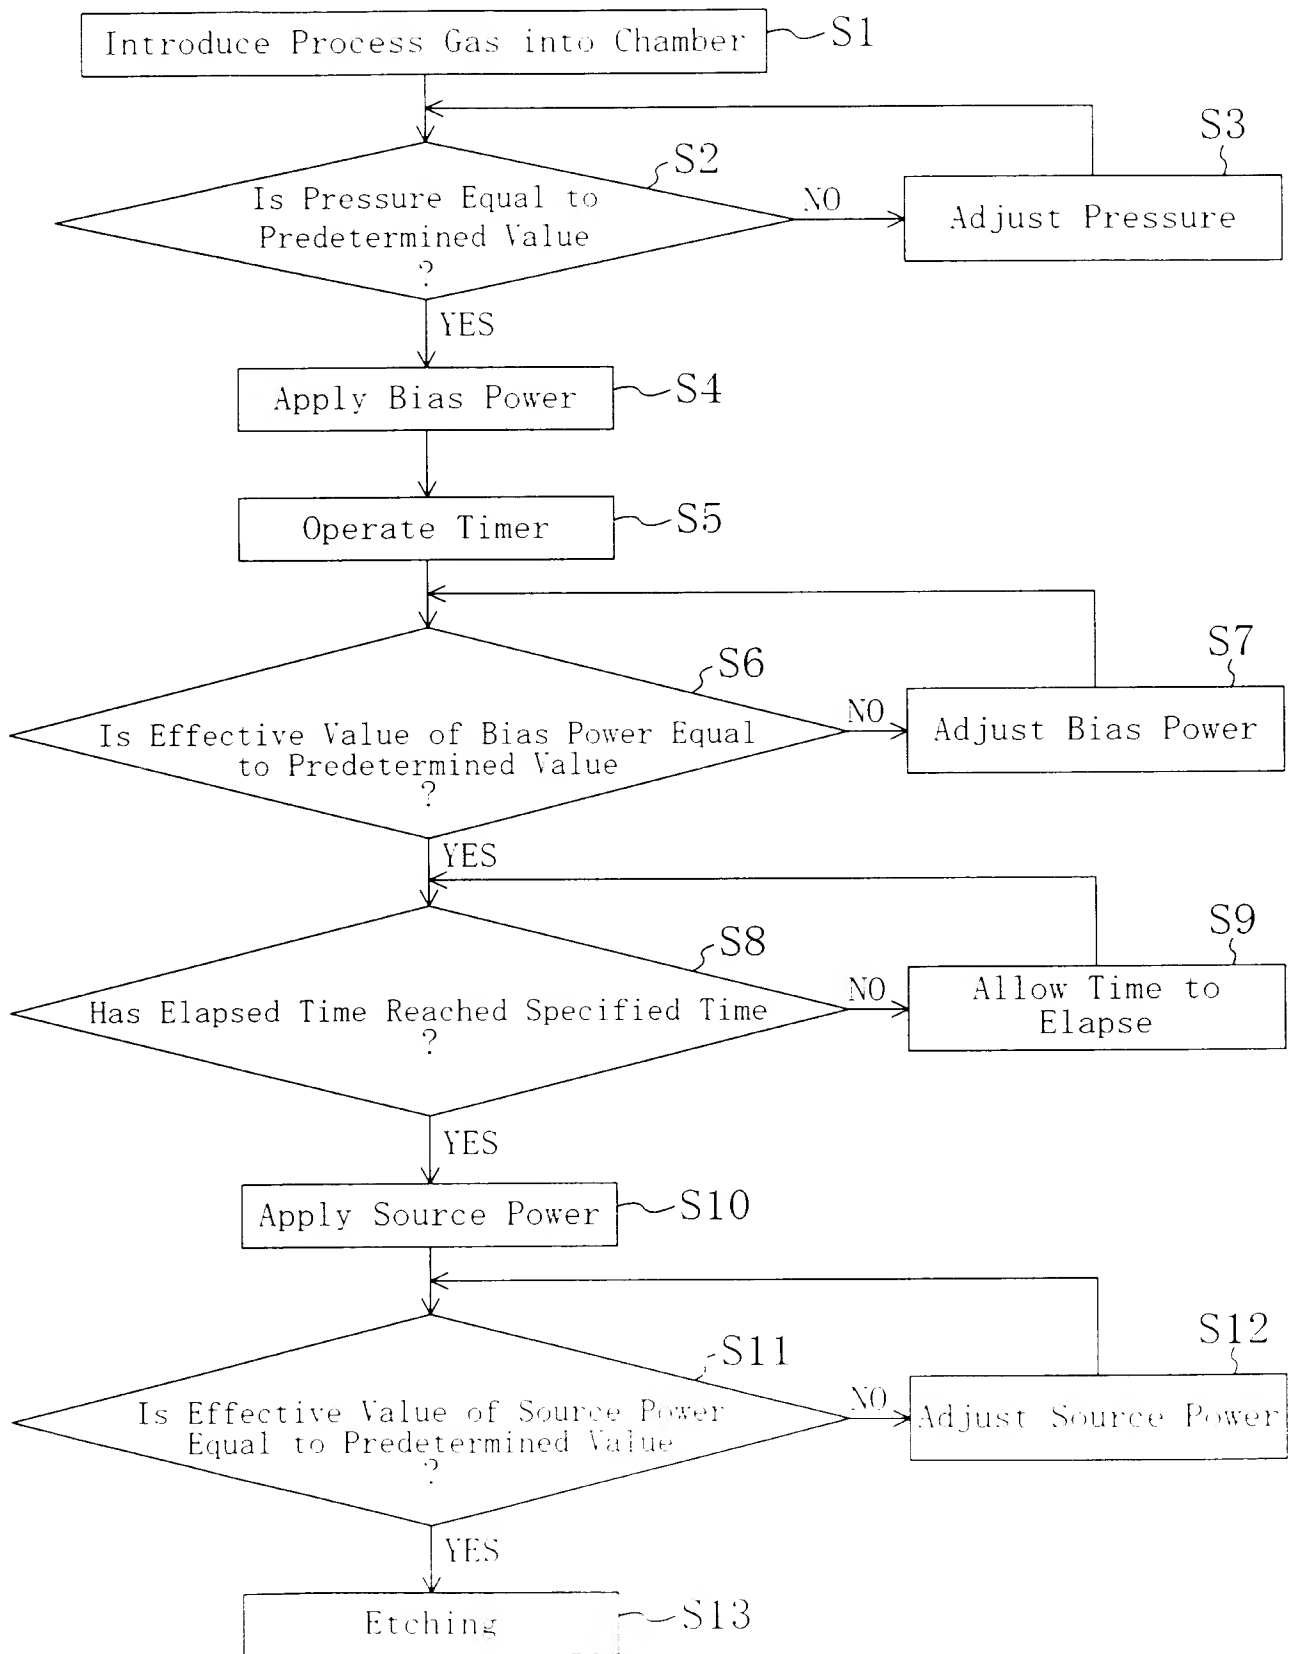 Introduce Process Gas into Chamber
S1
S2
Is Pressure Equal to
Predetermined Value
?
NO
S3
Adjust Pressure
YES
Apply Bias Power
S4
Operate Timer
S5
S6
Is Effective Value of Bias Power Equal
to Predetermined Value
?
NO
S7
Adjust Bias Power
YES
S8
Has Elapsed Time Reached Specified Time
?
NO
S9
Allow Time to
Elapse
YES
Apply Source Power
S10
S11
Is Effective Value of Source Power
Equal to Predetermined Value
?
NO
S12
Adjust Source Power
YES
Etching
S13